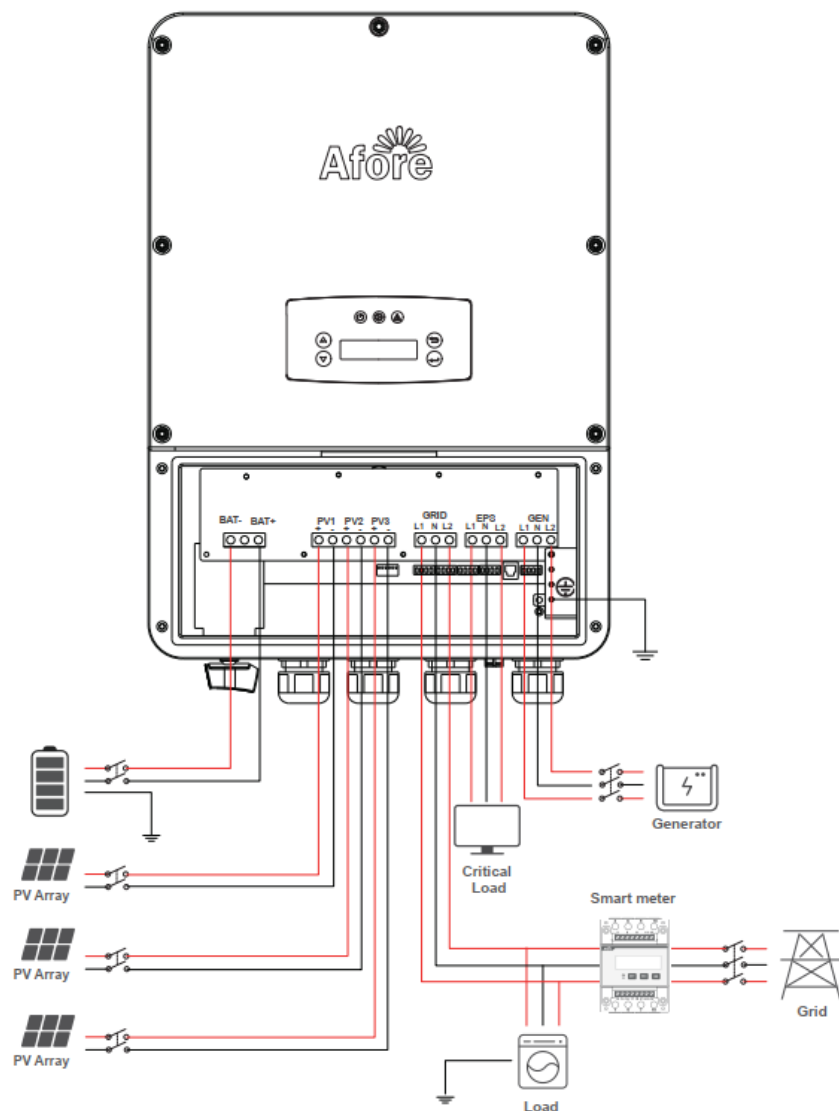 Afore
BAT- BAT+
PV1 PV2 PV3
+ - + - + -
GRID
L1 N L2
EPS
L1 N L2
GEN
L1 N L2
Generator
Critical
Load
Smart meter
PV Array
PV Array
PV Array
Grid
Load